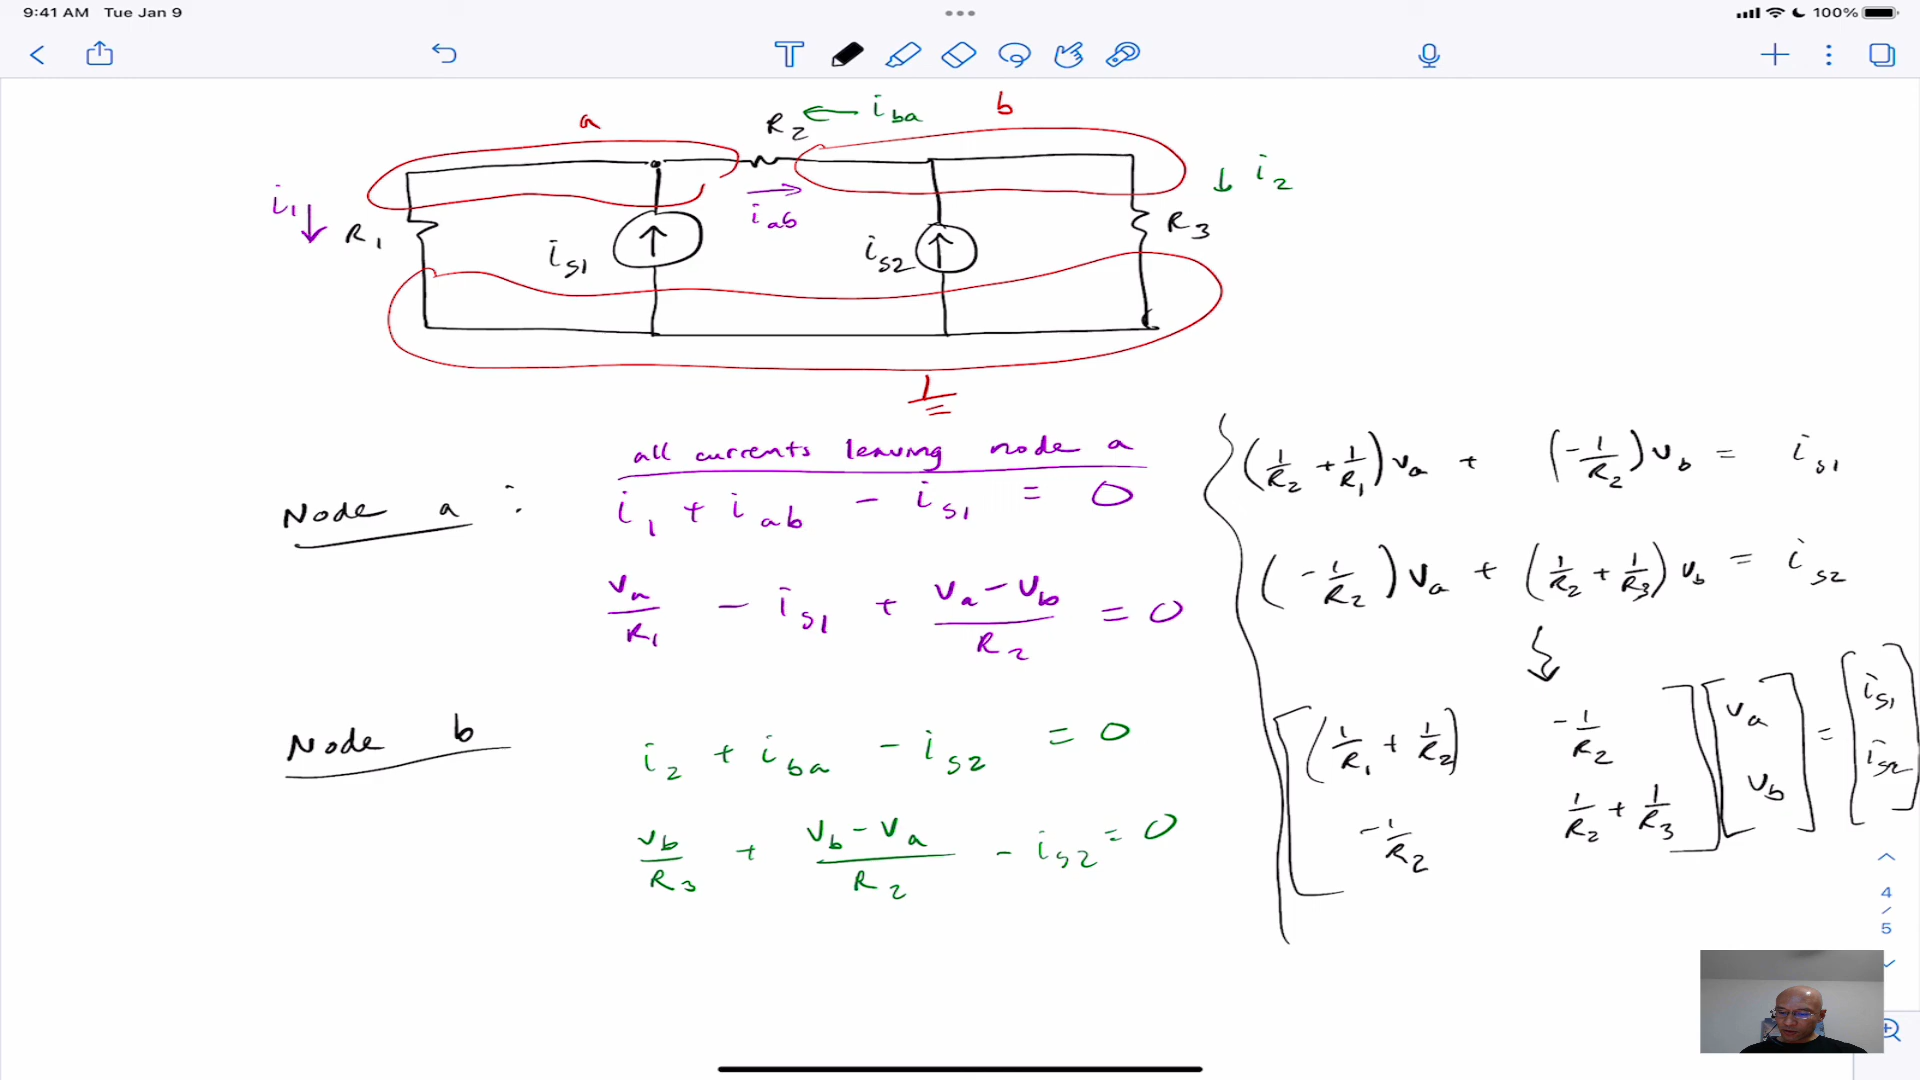 9:41 AM Tue Jan 9
100%
a
R2
iba
b
i1
R1
is1
iab
is2
R3
i2
all currents leaving node a
Node a :
i1 + iab - is1 = 0
va/R1 - is1 + (va - vb)/R2 = 0
Node b
i2 + iba - is2 = 0
vb/R3 + (vb - va)/R2 - is2 = 0
(1/R2 + 1/R1) va + (-1/R2) vb = is1
(-1/R2) va + (1/R2 + 1/R3) vb = is2
[(1/R1 + 1/R2) -1/R2] [va] = [is1]
[-1/R2 1/R2 + 1/R3] [vb] [is2]
4
/
5